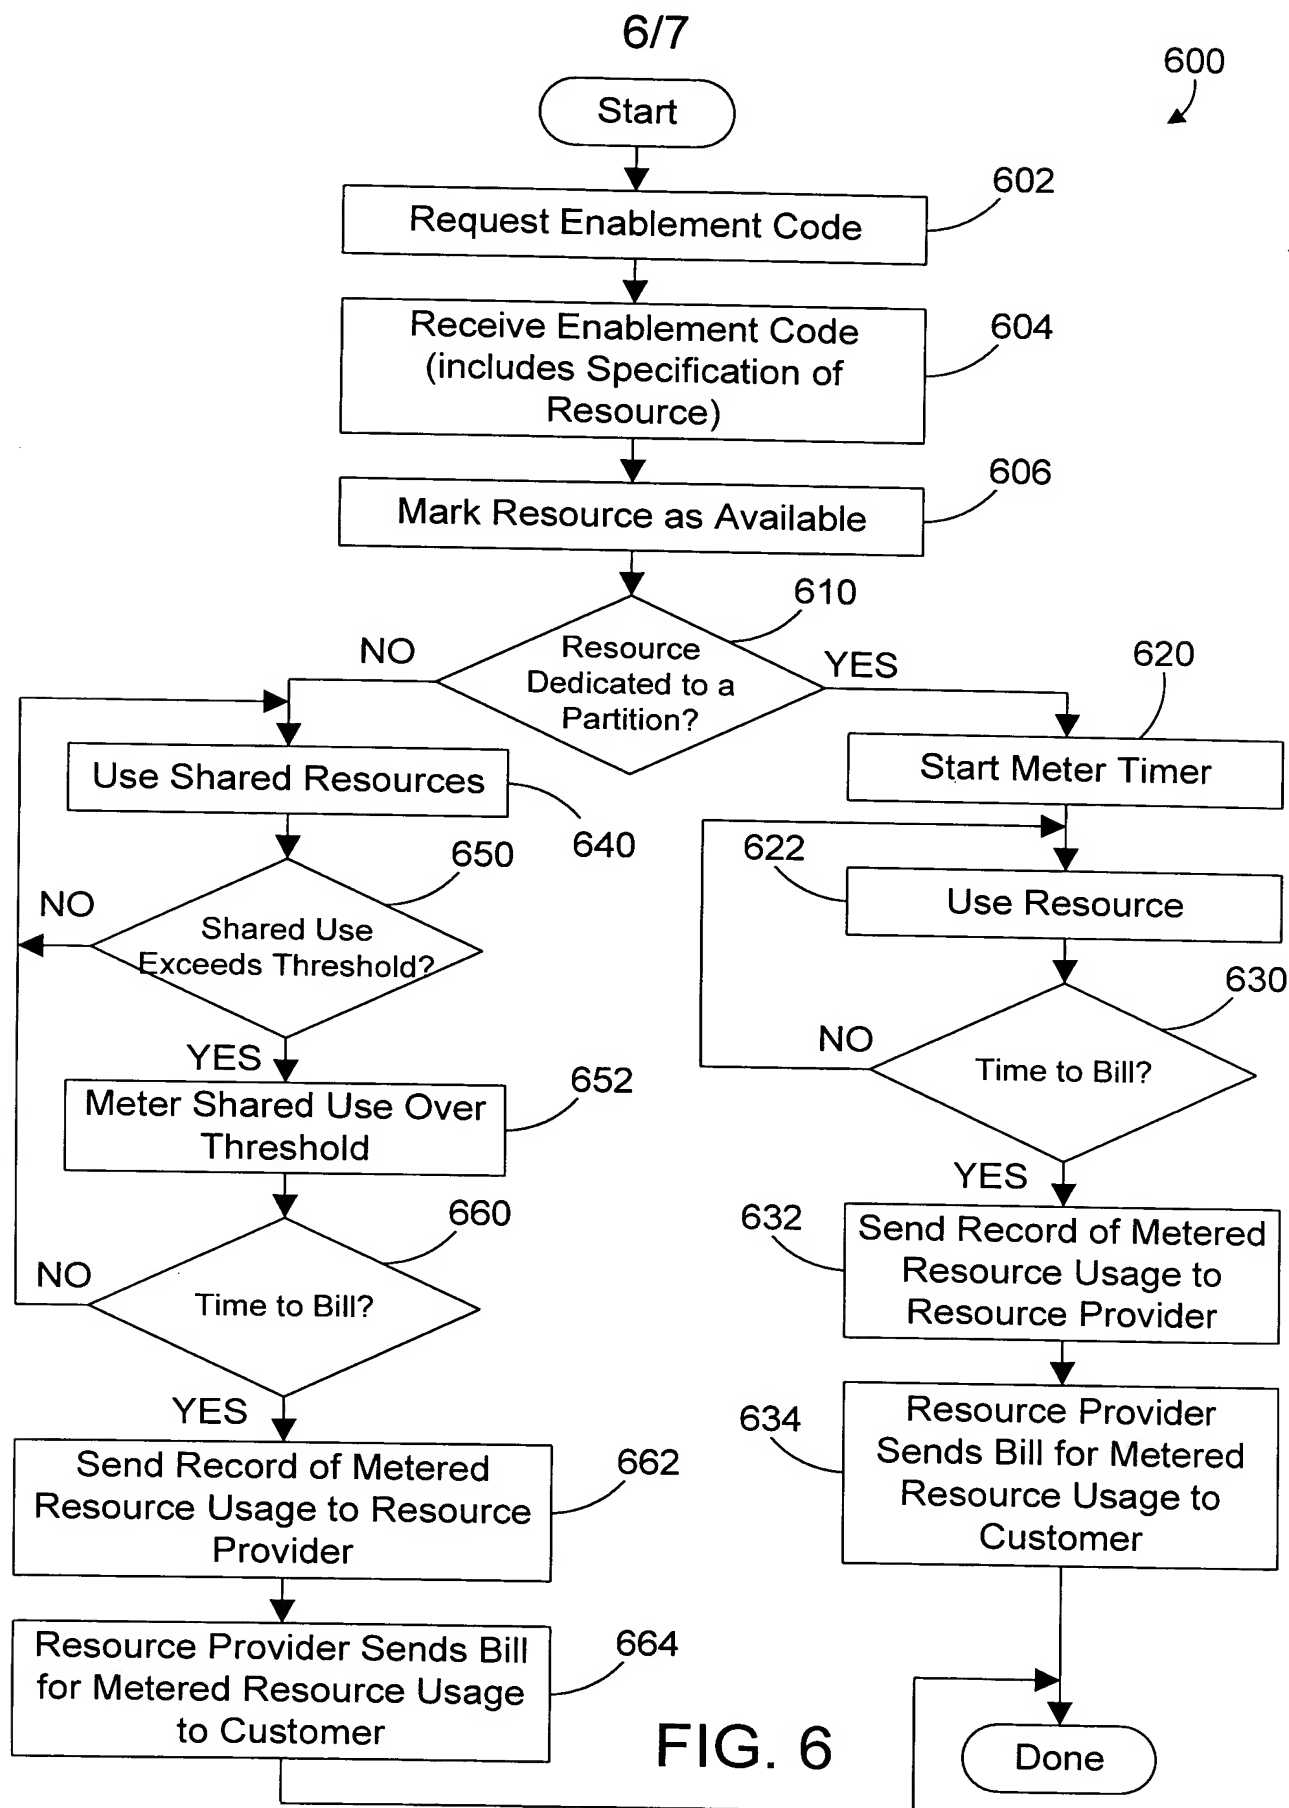 6/7
600
Start
602
Request Enablement Code
604
Receive Enablement Code
(includes Specification of
Resource)
606
Mark Resource as Available
610
Resource
Dedicated to a
Partition?
NO
YES
620
Use Shared Resources
640
Start Meter Timer
622
Use Resource
650
Shared Use
Exceeds Threshold?
NO
YES
630
Time to Bill?
NO
YES
652
Meter Shared Use Over
Threshold
660
Time to Bill?
NO
YES
632
Send Record of Metered
Resource Usage to
Resource Provider
634
Resource Provider
Sends Bill for Metered
Resource Usage to
Customer
662
Send Record of Metered
Resource Usage to Resource
Provider
664
Resource Provider Sends Bill
for Metered Resource Usage
to Customer
FIG. 6
Done